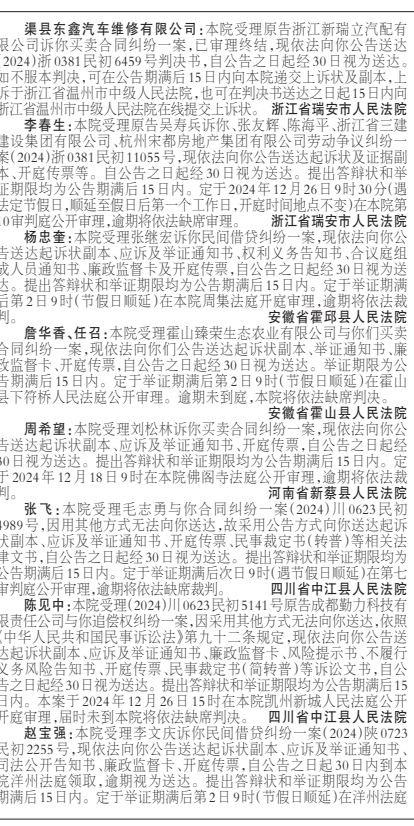 渠县东鑫汽车维修有限公司:本院受理原告浙江新瑞立汽配有
限公司诉你买卖合同纠纷一案,已审理终结,现依法向你公告送达
(2024)浙0381民初6459号判决书,自公告之日起经30日视为送达。
如不服本判决,可在公告期满后15日内向本院递交上诉状及副本,上
诉于浙江省温州市中级人民法院,也可在判决书送达之日起15日内向
浙江省温州市中级人民法院在线提交上诉状。 浙江省瑞安市人民法院
李春生:本院受理原告吴寿兵诉你、张友辉、陈海平、浙江省三建
建设集团有限公司、杭州宋都房地产集团有限公司劳动争议纠纷一
案(2024)浙0381民初11055号,现依法向你公告送达起诉状及证据副
本、开庭传票等。自公告之日起经30日视为送达。提出答辩状和举
证期限均为公告期满后15日内。定于2024年12月26日9时30分(遇
法定节假日,顺延至假日后第一个工作日,开庭时间地点不变)在本院第
10审判庭公开审理,逾期将依法缺席审理。 浙江省瑞安市人民法院
杨忠奎:本院受理张继宏诉你民间借贷纠纷一案,现依法向你公
告送达起诉状副本、应诉及举证通知书、权利义务告知书、合议庭组
成人员通知书、廉政监督卡及开庭传票,自公告之日起经30日视为送
达。提出答辩状和举证期限均为公告期满后15日内。定于举证期满
后第2日9时(节假日顺延)在本院周集法庭开庭审理,逾期将依法裁
判。 安徽省霍邱县人民法院
詹华香、任召:本院受理霍山臻荣生态农业有限公司与你们买卖
合同纠纷一案,现依法向你们公告送达起诉状副本、举证通知书、廉
政监督卡、开庭传票,自公告之日起经30日视为送达。举证期限为公
告期满后15日内。定于举证期满后第2日9时(节假日顺延)在霍山
县下符桥人民法庭公开审理。逾期未到庭,本院将依法缺席判决。
安徽省霍山县人民法院
周希望:本院受理刘松林诉你买卖合同纠纷一案,现依法向你公
告送达起诉状副本、应诉及举证通知书、开庭传票,自公告之日起经
30日视为送达。提出答辩状和举证期限均为公告期满后15日内。定
于2024年12月18日9时在本院佛阁寺法庭公开审理,逾期将依法裁
判。 河南省新蔡县人民法院
张飞:本院受理毛志勇与你合同纠纷一案(2024)川0623民初
4989号,因用其他方式无法向你送达,故采用公告方式向你送达起诉
状副本、应诉及举证通知书、开庭传票、民事裁定书(转普)等相关法
律文书,自公告之日起经30日视为送达。提出答辩状和举证期限均为
公告期满后15日内。定于举证期满后次日9时(遇节假日顺延)在第七
审判庭公开审理,逾期将依法缺席裁判。 四川省中江县人民法院
陈见中:本院受理(2024)川0623民初5141号原告成都勤力科技有
限责任公司与你追偿权纠纷一案,因采用其他方式无法向你送达,依照
《中华人民共和国民事诉讼法》第九十二条规定,现依法向你公告送
达起诉状副本、应诉及举证通知书、廉政监督卡、风险提示书、不履行
义务风险告知书、开庭传票、民事裁定书(简转普)等诉讼文书,自公
告之日起经30日视为送达。提出答辩状和举证期限均为公告期满后15
日内。本案于2024年12月26日15时在本院凯州新城人民法庭公开
开庭审理,届时未到本院将依法缺席判决。 四川省中江县人民法院
赵宝强:本院受理李文庆诉你民间借贷纠纷一案(2024)陕0723
民初2255号,现依法向你公告送达起诉状副本、应诉及举证通知书、
司法公开告知书、廉政监督卡、开庭传票,自公告之日起30日内到本
院洋州法庭领取,逾期视为送达。提出答辩状和举证期限均为公告
期满后15日内。定于举证期满后第2日9时(节假日顺延)在洋州法庭